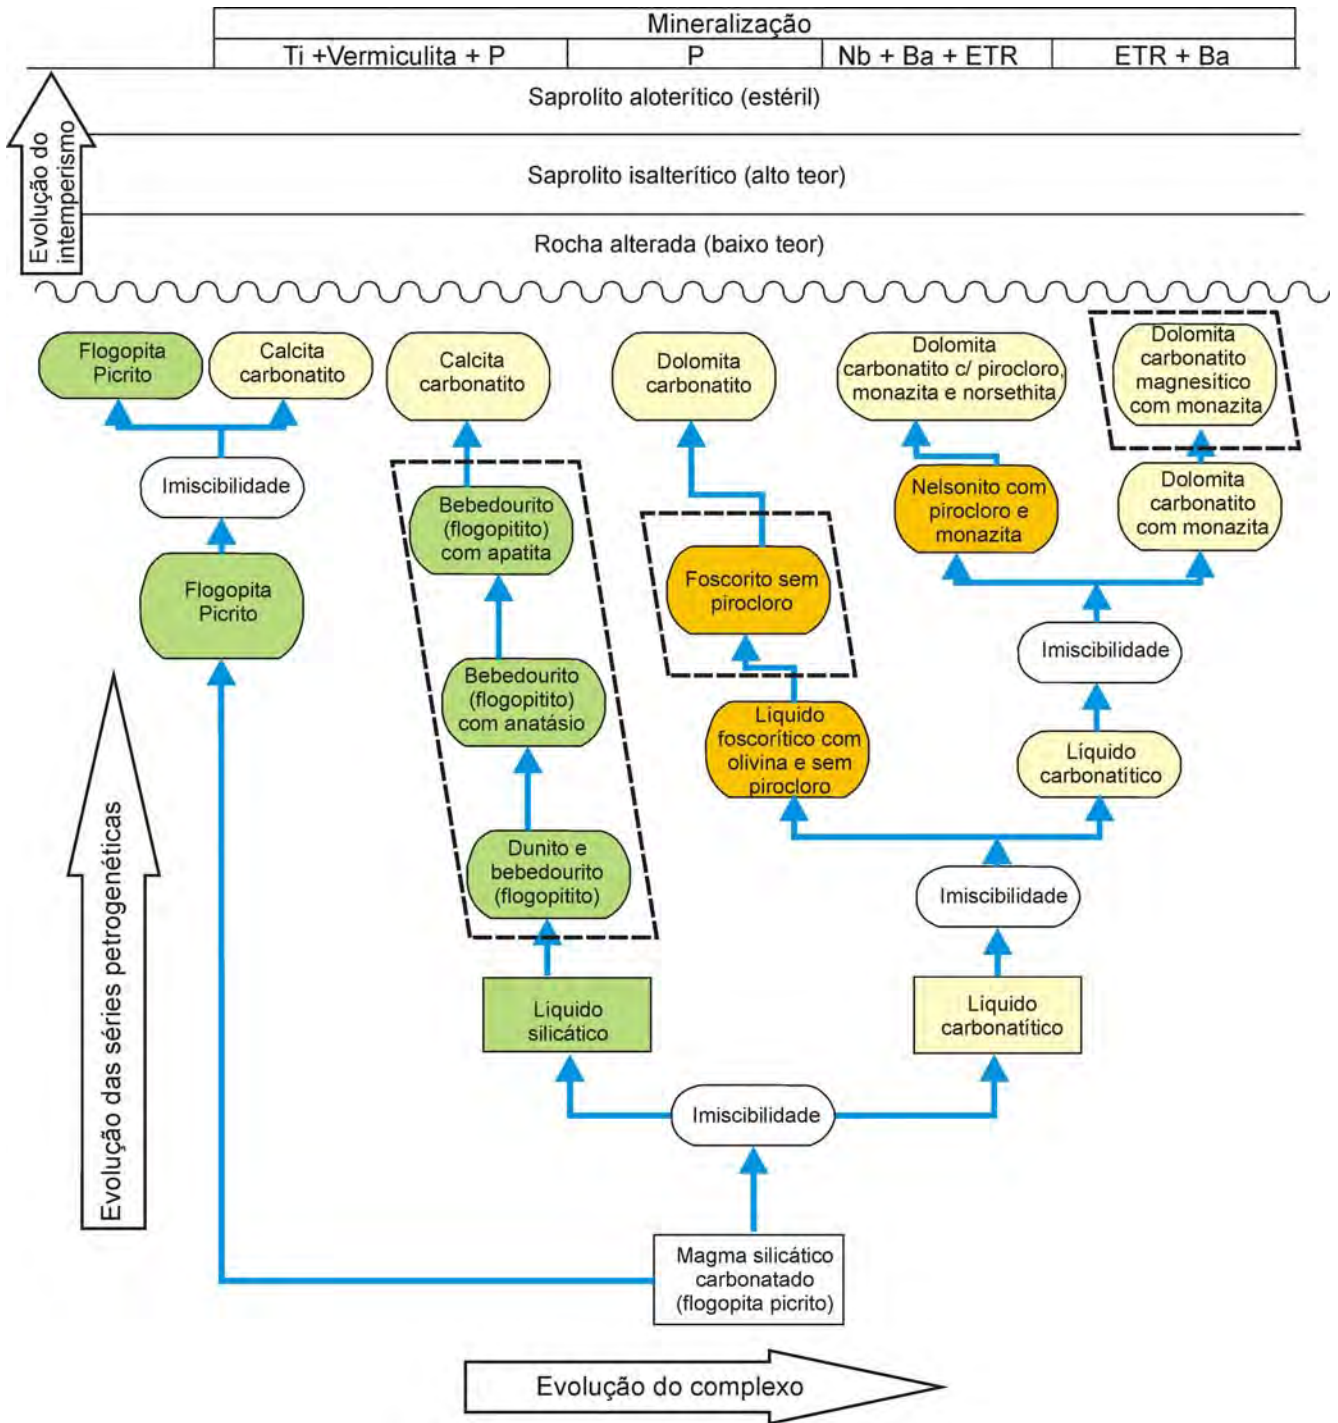 Mineralização
Ti +Vermiculita + P
P
Nb + Ba + ETR
ETR + Ba
Saprolito aloterítico (estéril)
Saprolito isalterítico (alto teor)
Rocha alterada (baixo teor)
Evolução do
intemperismo
Flogopita
Picrito
Calcita
carbonatito
Calcita
carbonatito
Dolomita
carbonatito
Dolomita
carbonatito c/ pirocloro,
monazita e norsethita
Dolomita
carbonatito
magnesítico
com monazita
Imiscibilidade
Bebedourito
(flogopitito)
com apatita
Nelsonito com
pirocloro e
monazita
Dolomita
carbonatito
com monazita
Flogopita
Picrito
Foscorito sem
pirocloro
Imiscibilidade
Bebedourito
(flogopitito)
com anatásio
Líquido
foscorítico com
olivina e sem
pirocloro
Líquido
carbonatítico
Dunito e
bebedourito
(flogopitito)
Imiscibilidade
Evolução das séries petrogenéticas
Líquido
silicático
Líquido
carbonatítico
Imiscibilidade
Magma silicático
carbonatado
(flogopita picrito)
Evolução do complexo